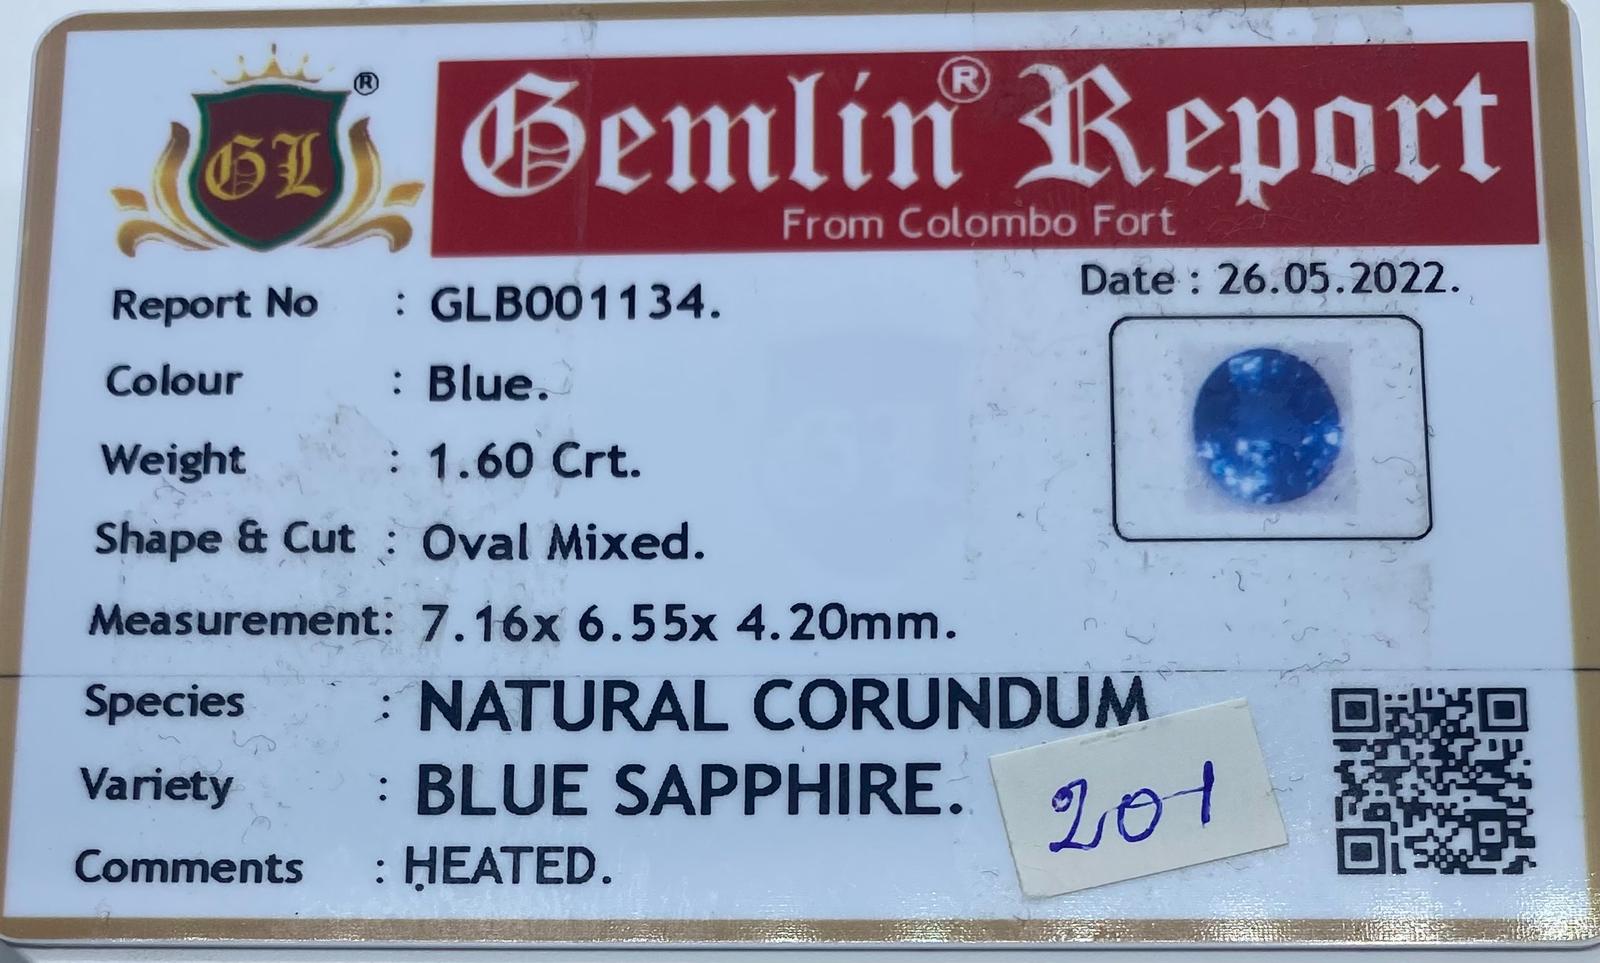 GL ®
Gemlin® Report
From Colombo Fort
Date : 26.05.2022.
Report No : GLB001134.
Colour : Blue.
Weight : 1.60 Crt.
Shape & Cut : Oval Mixed.
Measurement: 7.16x 6.55x 4.20mm.
Species : NATURAL CORUNDUM
Variety : BLUE SAPPHIRE.
Comments : HEATED.
201